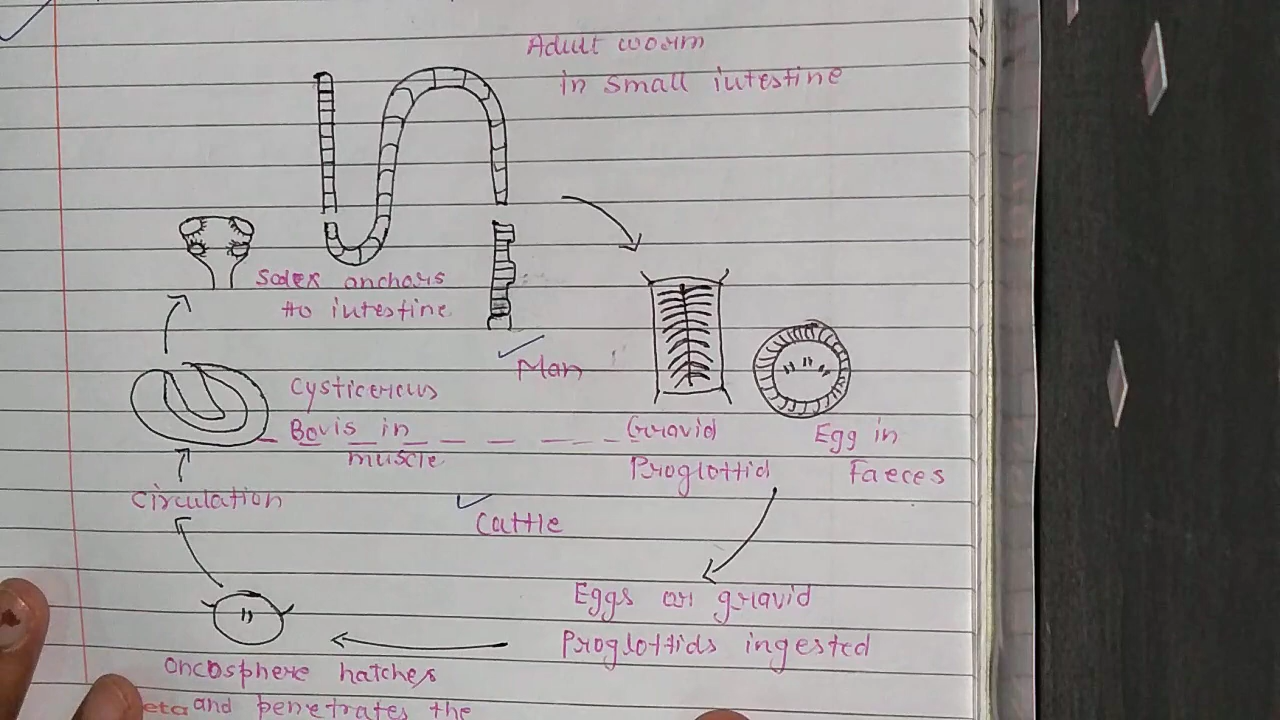 Adult worm
in small intestine
Scolex anchors
to intestine
Man
Cysticercus
Bovis in
muscle
Gravid
Proglottid
Egg in
Faeces
Circulation
Cattle
Eggs or gravid
Proglottids ingested
Oncosphere hatches
eta and penetrates the